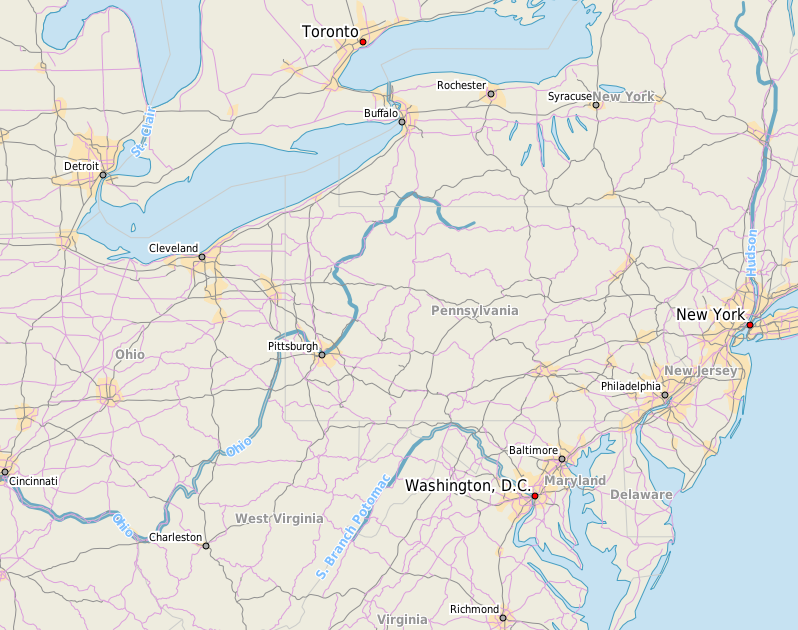 Toronto
Rochester
Syracuse
New York
Buffalo
St. Clair
Detroit
Cleveland
Hudson
Pennsylvania
New York
Pittsburgh
Ohio
New Jersey
Philadelphia
Ohio
Baltimore
Cincinnati
Washington, D.C.
Maryland
Delaware
S. Branch Potomac
West Virginia
Ohio
Charleston
Richmond
Virginia